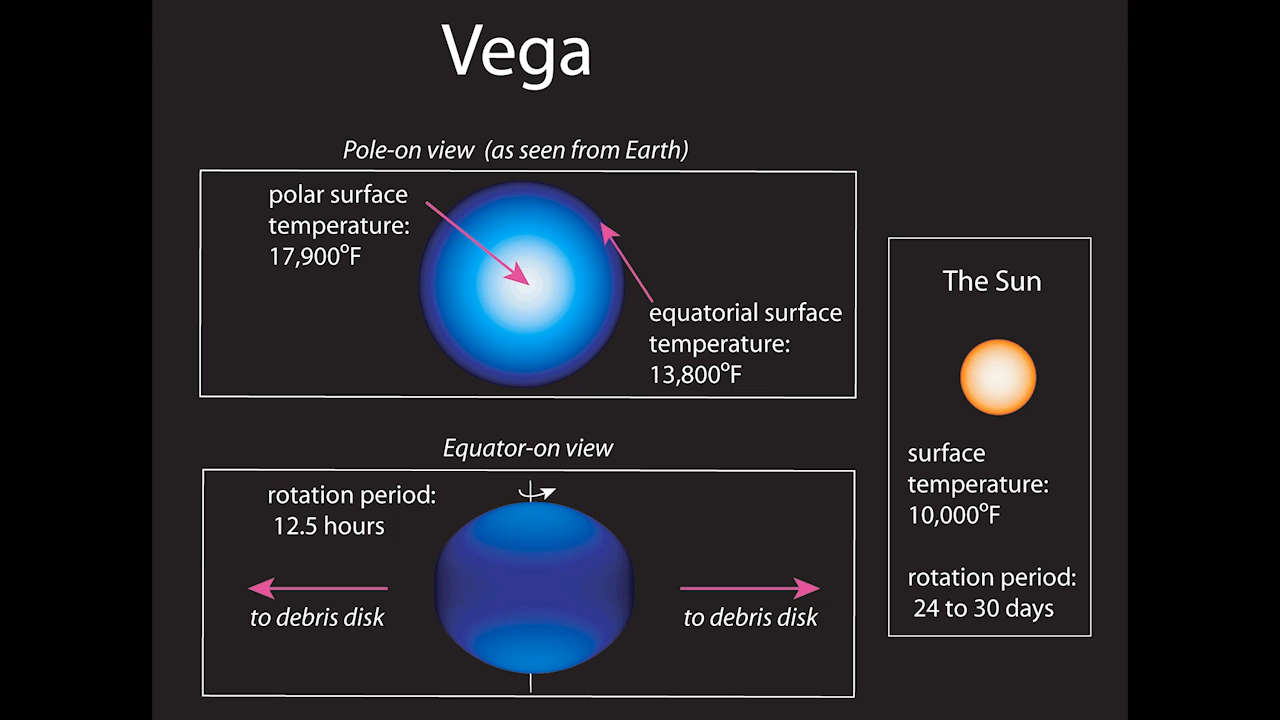 Vega
Pole-on view (as seen from Earth)
polar surface
temperature:
17,900°F
equatorial surface
temperature:
13,800°F
Equator-on view
rotation period:
12.5 hours
to debris disk
to debris disk
The Sun
surface
temperature:
10,000°F
rotation period:
24 to 30 days